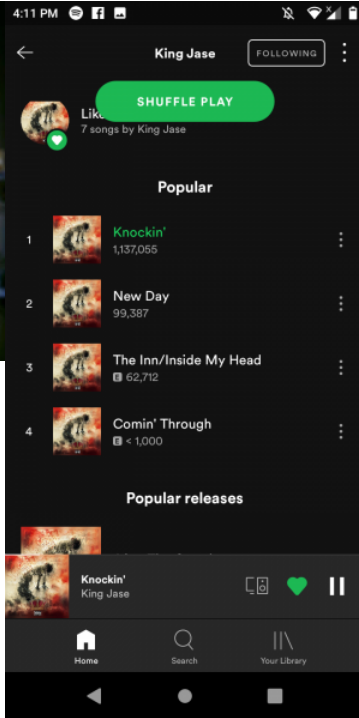 4:11 PM
King Jase
FOLLOWING
SHUFFLE PLAY
7 songs by King Jase
Popular
1
Knockin'
1,137,055
2
New Day
99,387
3
The Inn/Inside My Head
E 62,712
4
Comin' Through
E < 1,000
Popular releases
Knockin'
King Jase
Home
Search
Your Library